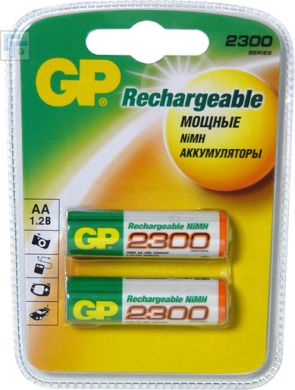 2300
SERIES
GP
Rechargeable
МОЩНЫЕ
NiMH
АККУМУЛЯТОРЫ
AA
1.2В
GP
Rechargeable NiMH
2300
GP
Rechargeable NiMH
2300